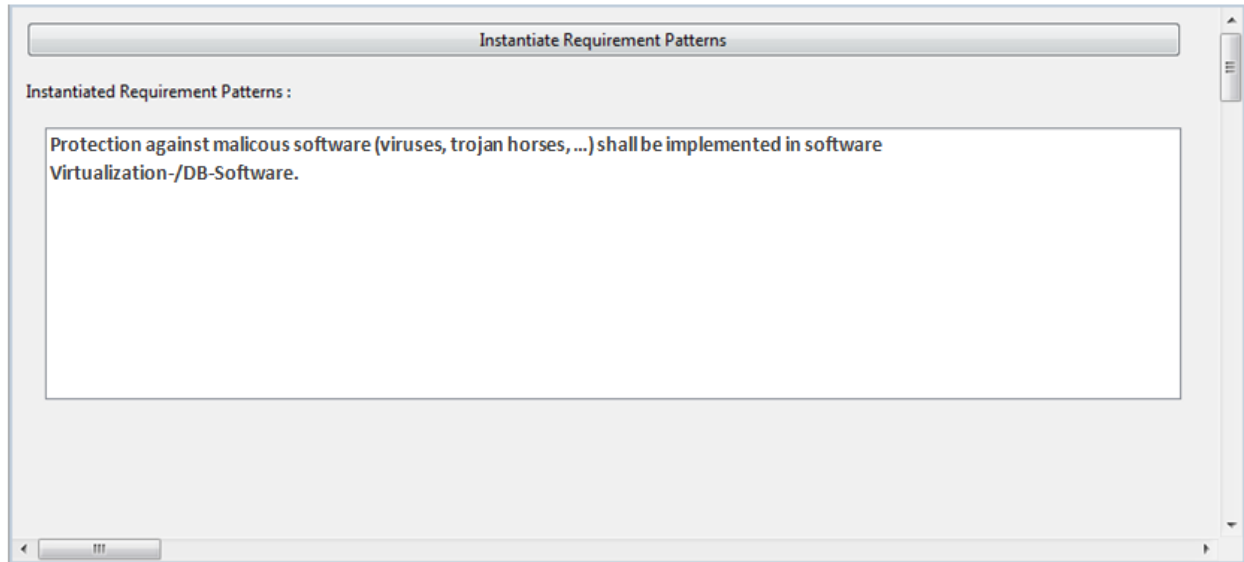 Instantiate Requirement Patterns
Instantiated Requirement Patterns :
Protection against malicous software (viruses, trojan horses, ...) shall be implemented in software
Virtualization-/DB-Software.